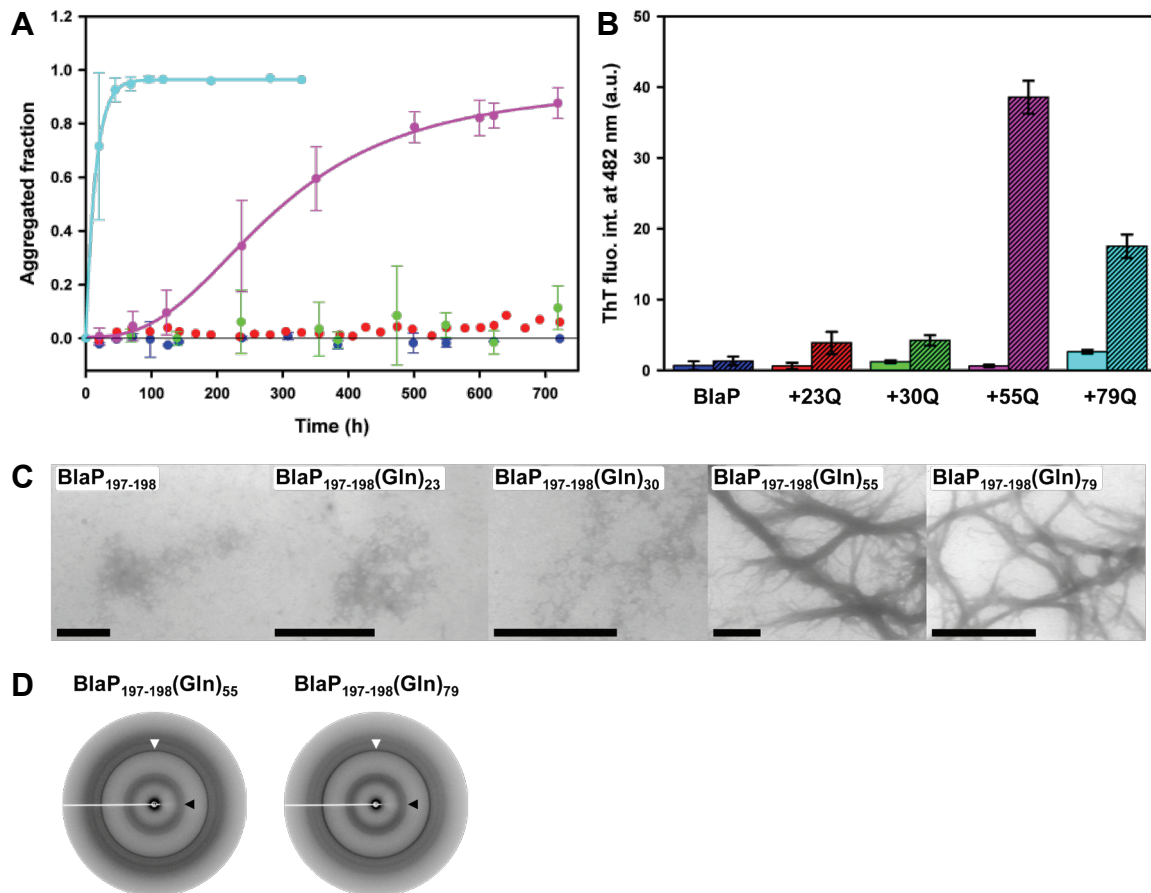 A
Aggregated fraction
1.2
1.0
0.8
0.6
0.4
0.2
0.0
0 100 200 300 400 500 600 700
Time (h)
B
ThT fluo. int. at 482 nm (a.u.)
50
40
30
20
10
0
BlaP +23Q +30Q +55Q +79Q
C
BlaP197-198 BlaP197-198(Gln)23 BlaP197-198(Gln)30 BlaP197-198(Gln)55 BlaP197-198(Gln)79
D
BlaP197-198(Gln)55 BlaP197-198(Gln)79